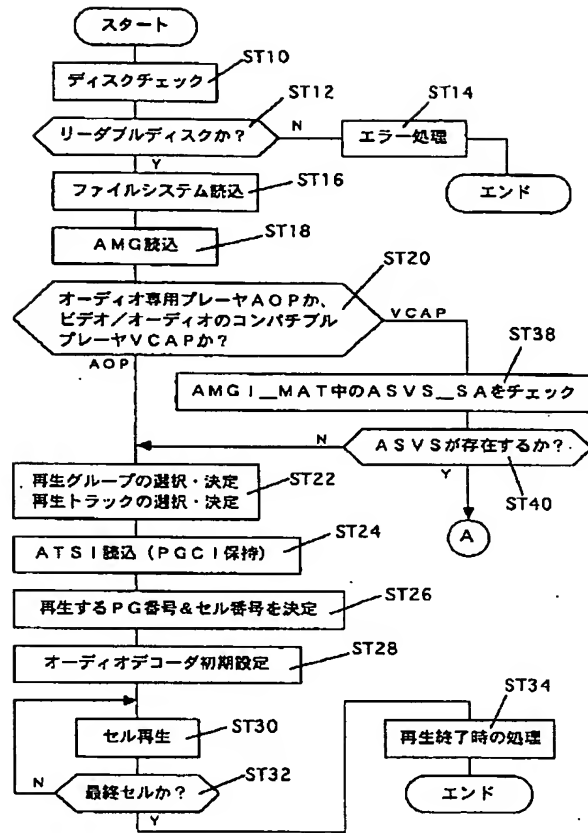 スタート
ST10
ディスクチェック
ST12
リーダブルディスクか?
N
ST14
エラー処理
Y
エンド
ST16
ファイルシステム読込
ST18
AMG読込
ST20
オーディオ専用プレーヤAOPか、
ビデオ/オーディオのコンパチブル
プレーヤVCAPか?
VCAP
AOP
ST38
AMGI_MAT中のASVS_SAをチェック
N
ASVSが存在するか?
Y
ST40
A
再生グループの選択・決定
再生トラックの選択・決定
ST22
ST24
ATSI読込(PGCI保持)
ST26
再生するPG番号&セル番号を決定
ST28
オーディオデコーダ初期設定
ST30
セル再生
ST34
再生終了時の処理
ST32
N
最終セルか?
Y
エンド